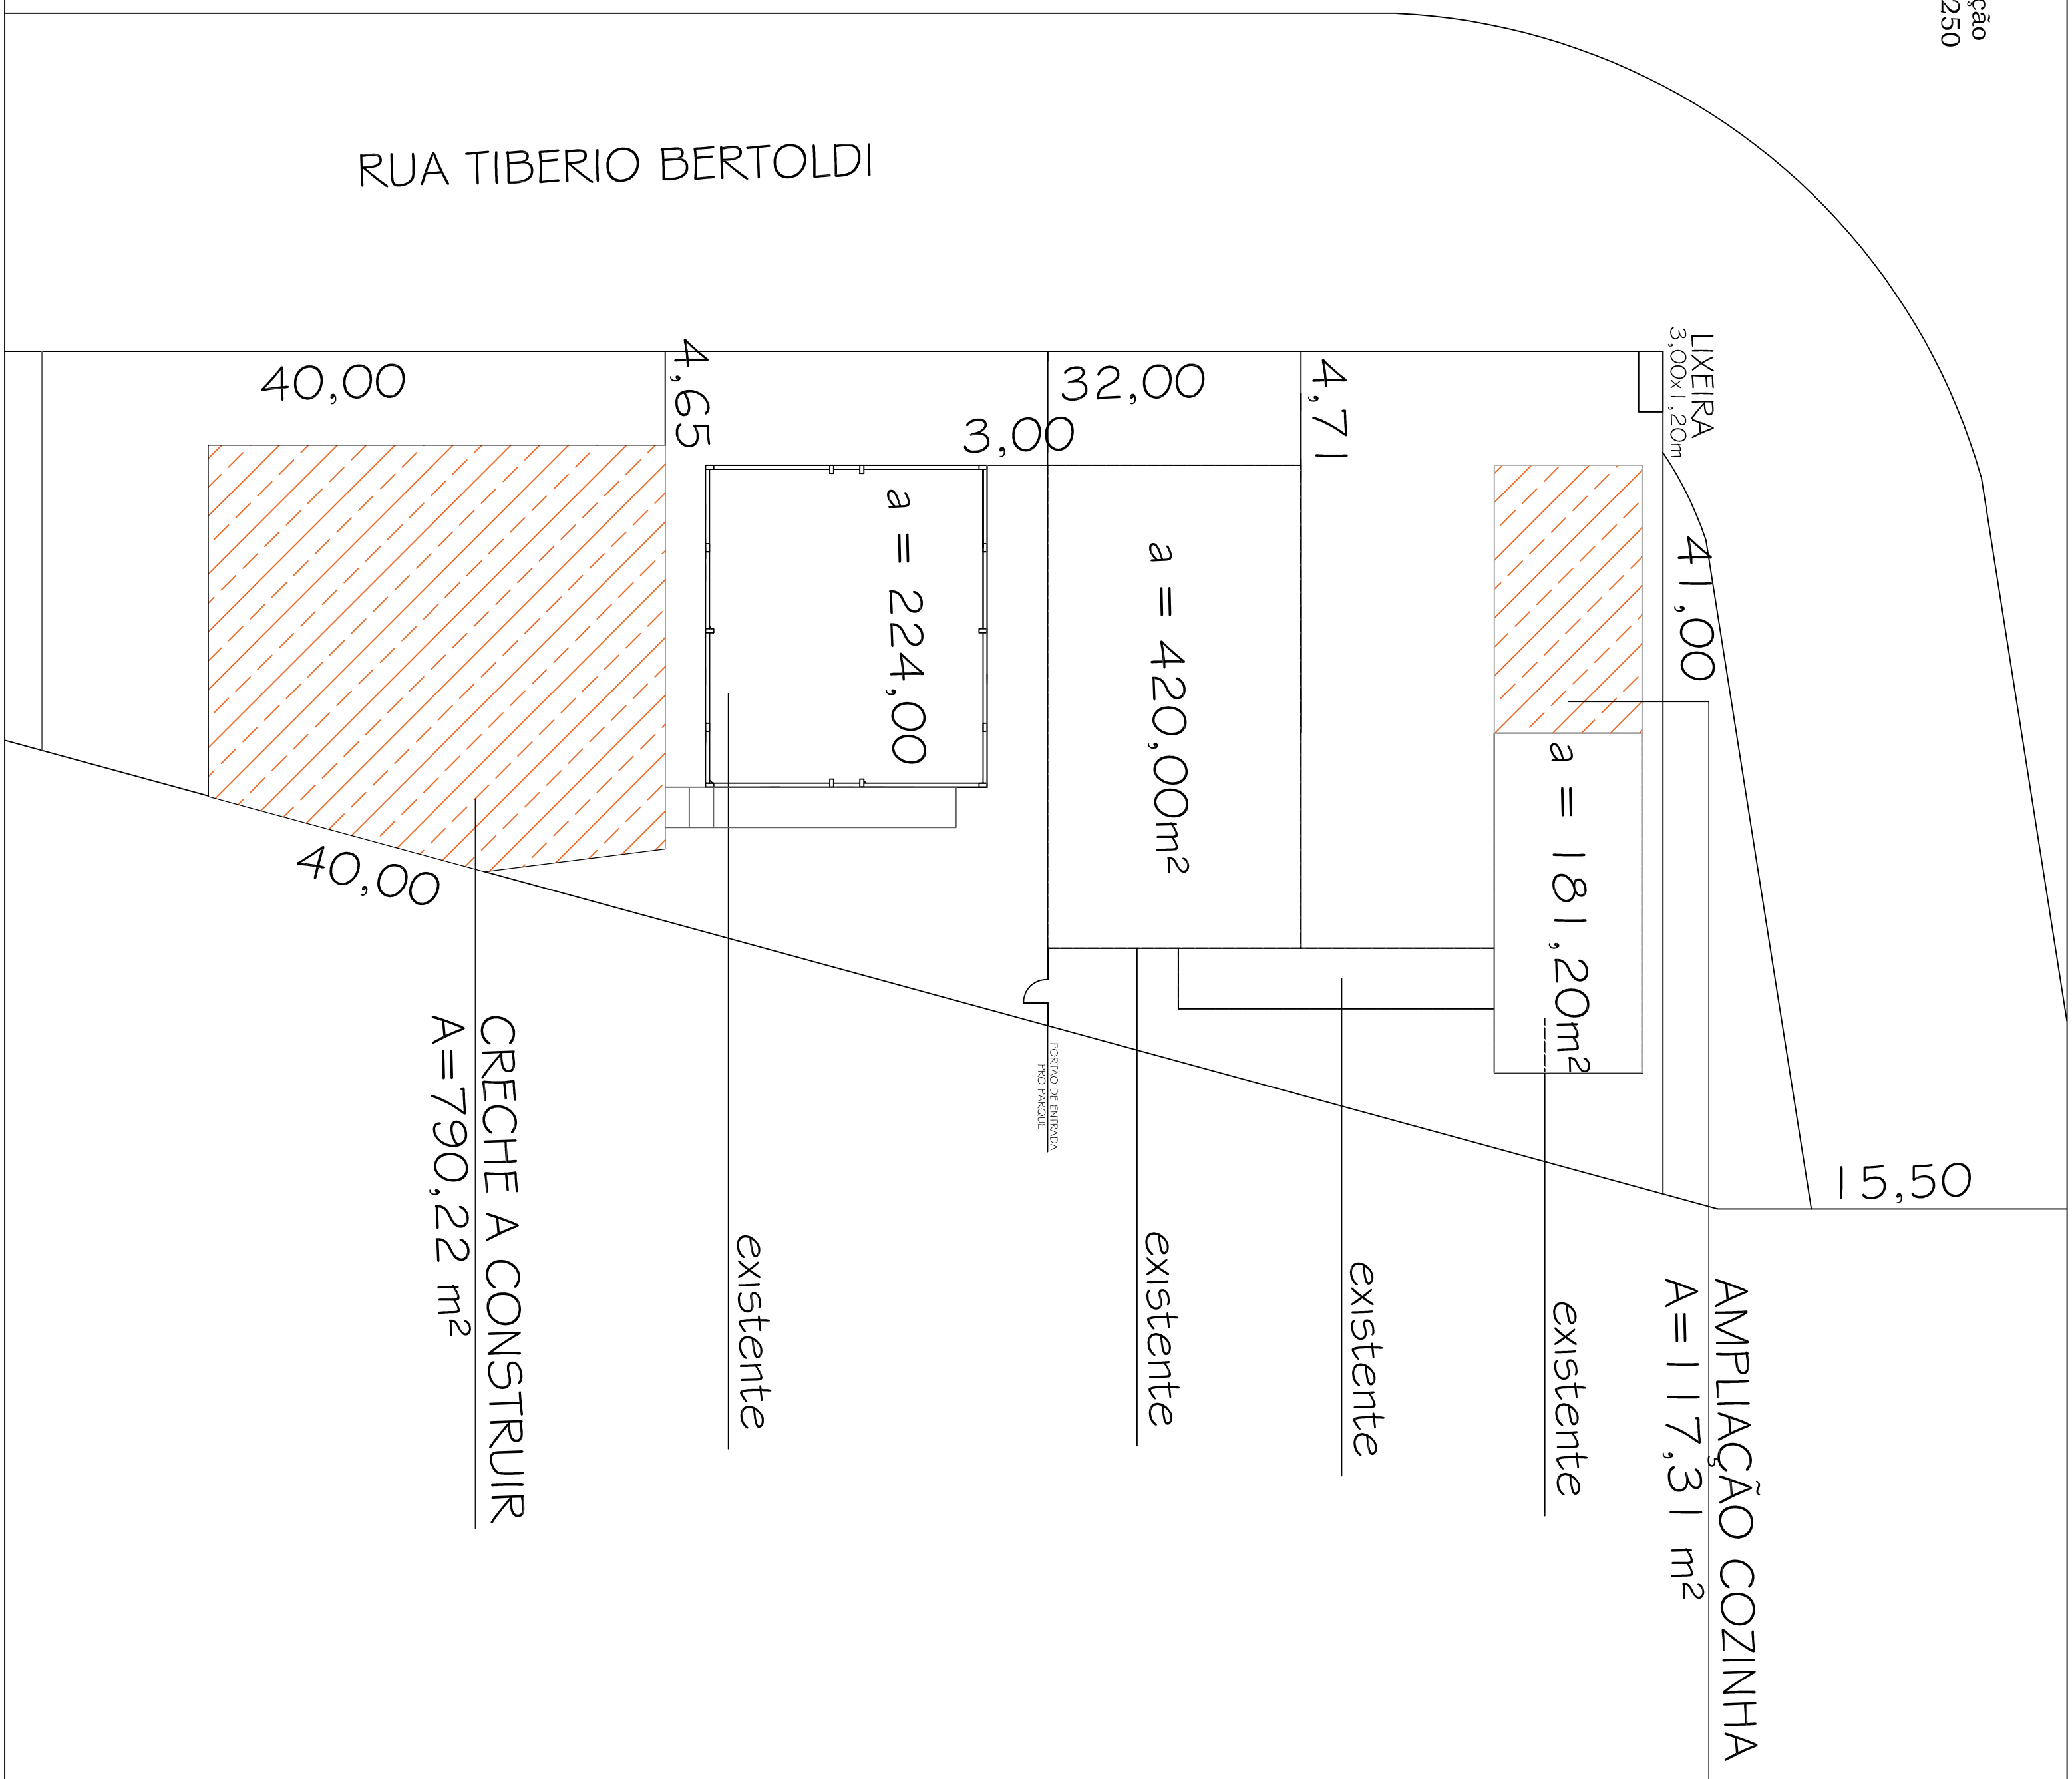 ção
250
RUA TIBERIO BERTOLDI
LIXEIRA
3,00x1,20m
40,00
4,65
3,00
32,00
4,71
41,00
a = 224,00
a = 420,00m²
a = 181,20m²
40,00
PORTÃO DE ENTRADA
PRO PARQUE
15,50
CRECHE A CONSTRUIR
A=790,22 m²
existente
existente
existente
existente
AMPLIAÇÃO COZINHA
A=117,31 m²